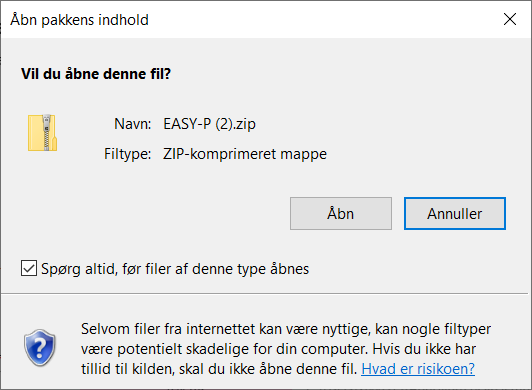 Åbn pakkens indhold
Vil du åbne denne fil?
Navn: EASY-P (2).zip
Filtype: ZIP-komprimeret mappe
Åbn Annuller
Spørg altid, før filer af denne type åbnes
Selvom filer fra internettet kan være nyttige, kan nogle filtyper
være potentielt skadelige for din computer. Hvis du ikke har
tillid til kilden, skal du ikke åbne denne fil. Hvad er risikoen?